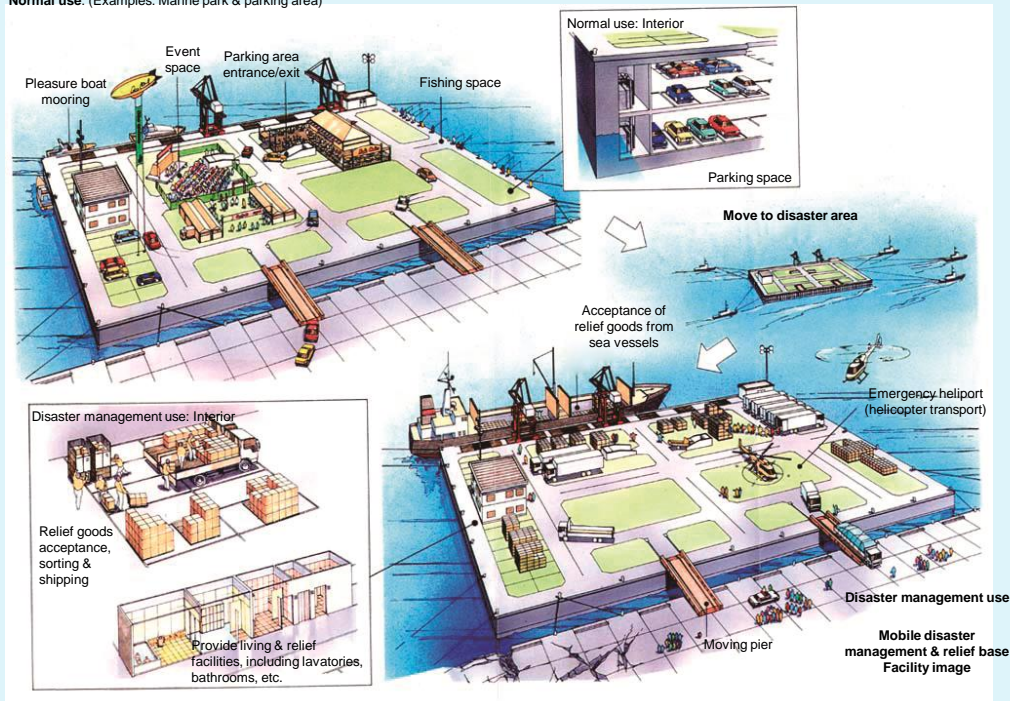 Normal use: (Examples: Marine park & parking area)
Pleasure boat
mooring
Event
space
Parking area
entrance/exit
Fishing space
Normal use: Interior
Parking space
Move to disaster area
Acceptance of
relief goods from
sea vessels
Emergency heliport
(helicopter transport)
Disaster management use: Interior
Relief goods
acceptance,
sorting &
shipping
Provide living & relief
facilities, including lavatories,
bathrooms, etc.
Moving pier
Disaster management use
Mobile disaster
management & relief base
Facility image